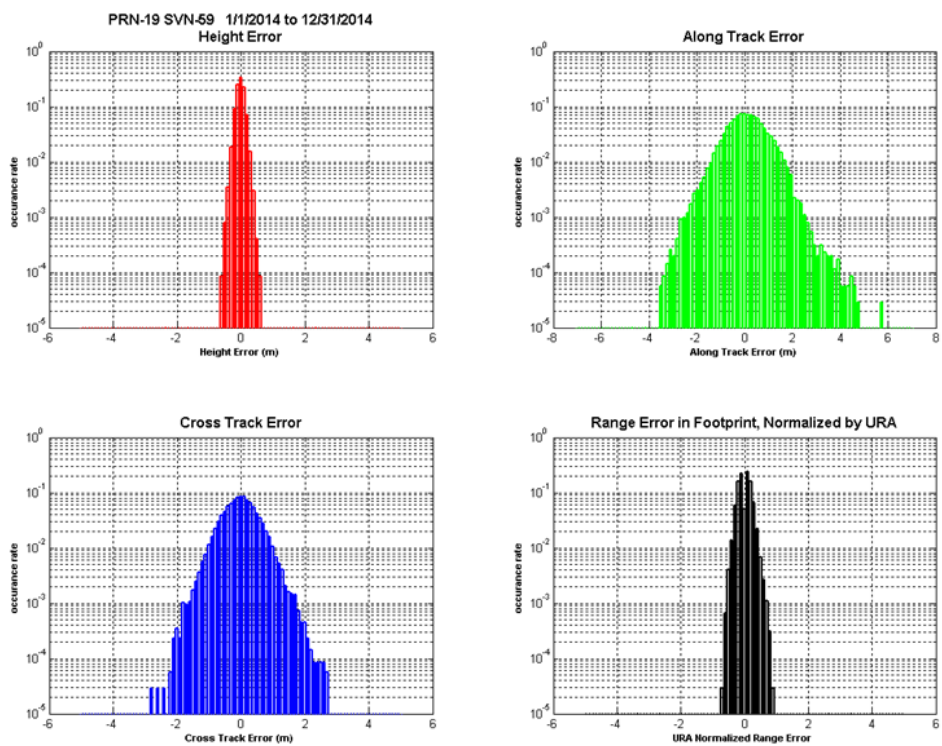 PRN-19 SVN-59 1/1/2014 to 12/31/2014
Height Error
10^0
10^-1
10^-2
10^-3
10^-4
10^-5
occurance rate
-6 -4 -2 0 2 4 6
Height Error (m)
Along Track Error
10^0
10^-1
10^-2
10^-3
10^-4
10^-5
occurance rate
-8 -6 -4 -2 0 2 4 6 8
Along Track Error (m)
Cross Track Error
10^0
10^-1
10^-2
10^-3
10^-4
10^-5
occurance rate
-6 -4 -2 0 2 4 6
Cross Track Error (m)
Range Error in Footprint, Normalized by URA
10^0
10^-1
10^-2
10^-3
10^-4
10^-5
occurance rate
-6 -4 -2 0 2 4 6
URA Normalized Range Error